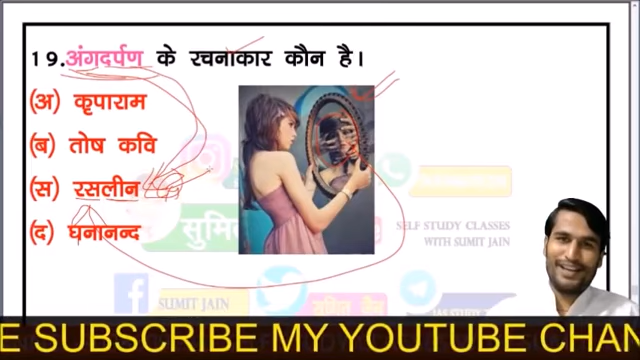 19.अंगदर्पण के रचनाकार कौन है।
(अ) कृपाराम
(ब) तोष कवि
(स) रसलीन
(द) घनानन्द
SELF STUDY CLASSES
WITH SUMIT JAIN
SUMIT JAIN
E SUBSCRIBE MY YOUTUBE CHAN